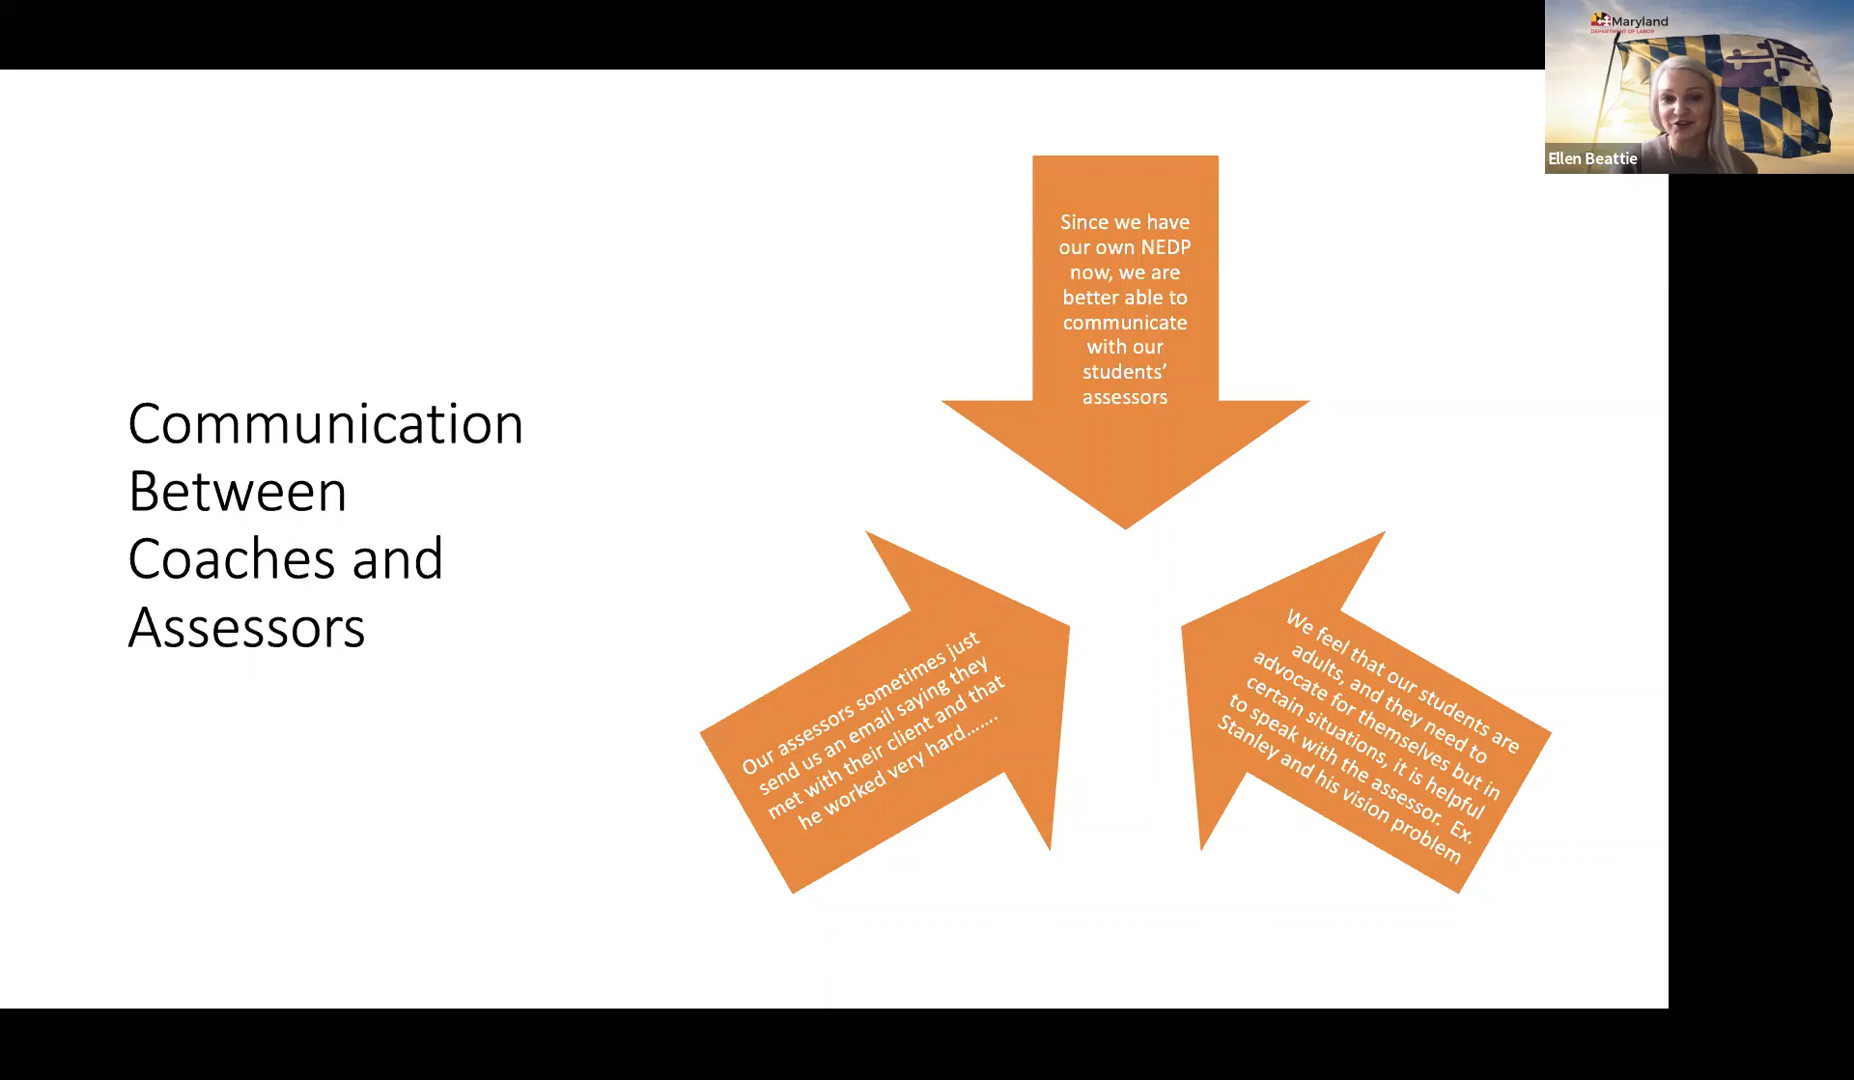 Maryland
DEPARTMENT OF LABOR
Ellen Beattie
Communication
Between
Coaches and
Assessors
Since we have
our own NEDP
now, we are
better able to
communicate
with our
students’
assessors
Our assessors sometimes just
send us an email saying they
met with their client and that
he worked very hard…….
We feel that our students are
adults, and they need to
advocate for themselves but in
certain situations, it is helpful
to speak with the assessor. Ex.
Stanley and his vision problem